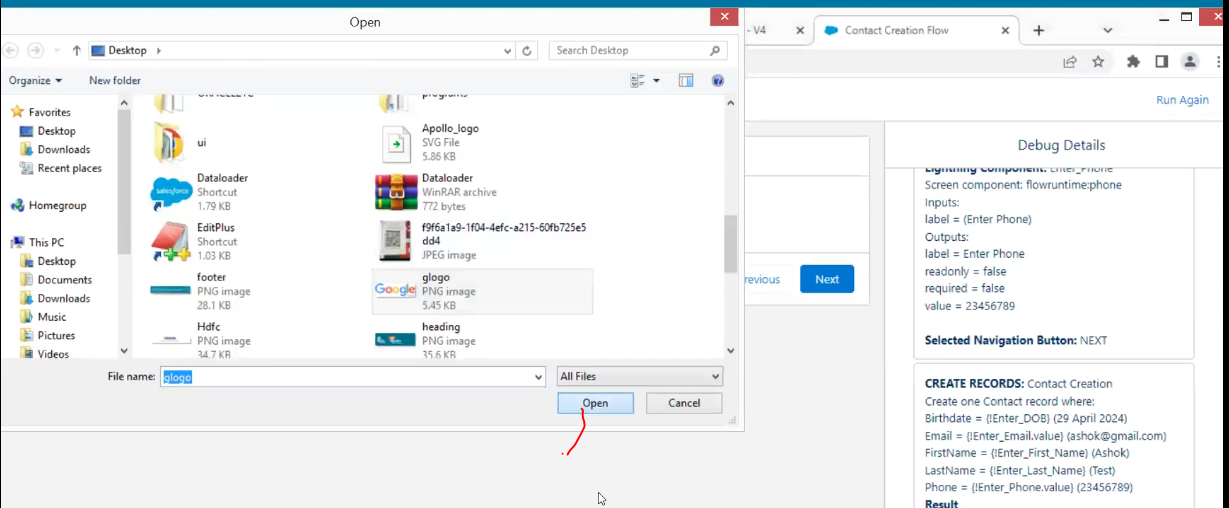 Open
Desktop
Search Desktop
Organize
New folder
Favorites
Desktop
Downloads
Recent places
Homegroup
This PC
Desktop
Documents
Downloads
Music
Pictures
Videos
programs
ui
Apollo_logo
SVG File
5.86 KB
Dataloader
Shortcut
1.79 KB
Dataloader
WinRAR archive
772 bytes
EditPlus
Shortcut
1.03 KB
f9f6a1a9-1f04-4efc-a215-60fb725e5
dd4
JPEG image
footer
PNG image
28.1 KB
Google
glogo
PNG image
5.45 KB
Hdfc
PNG image
34.7 KB
heading
PNG image
35.6 KB
File name: glogo
All Files
Open
Cancel
- V4
Contact Creation Flow
Run Again
revious
Next
Debug Details
Lightning Component: Enter_Phone
Screen component: flowruntime:phone
Inputs:
label = (Enter Phone)
Outputs:
label = Enter Phone
readonly = false
required = false
value = 23456789
Selected Navigation Button: NEXT
CREATE RECORDS: Contact Creation
Create one Contact record where:
Birthdate = {!Enter_DOB} (29 April 2024)
Email = {!Enter_Email.value} (ashok@gmail.com)
FirstName = {!Enter_First_Name} (Ashok)
LastName = {!Enter_Last_Name} (Test)
Phone = {!Enter_Phone.value} (23456789)
Result